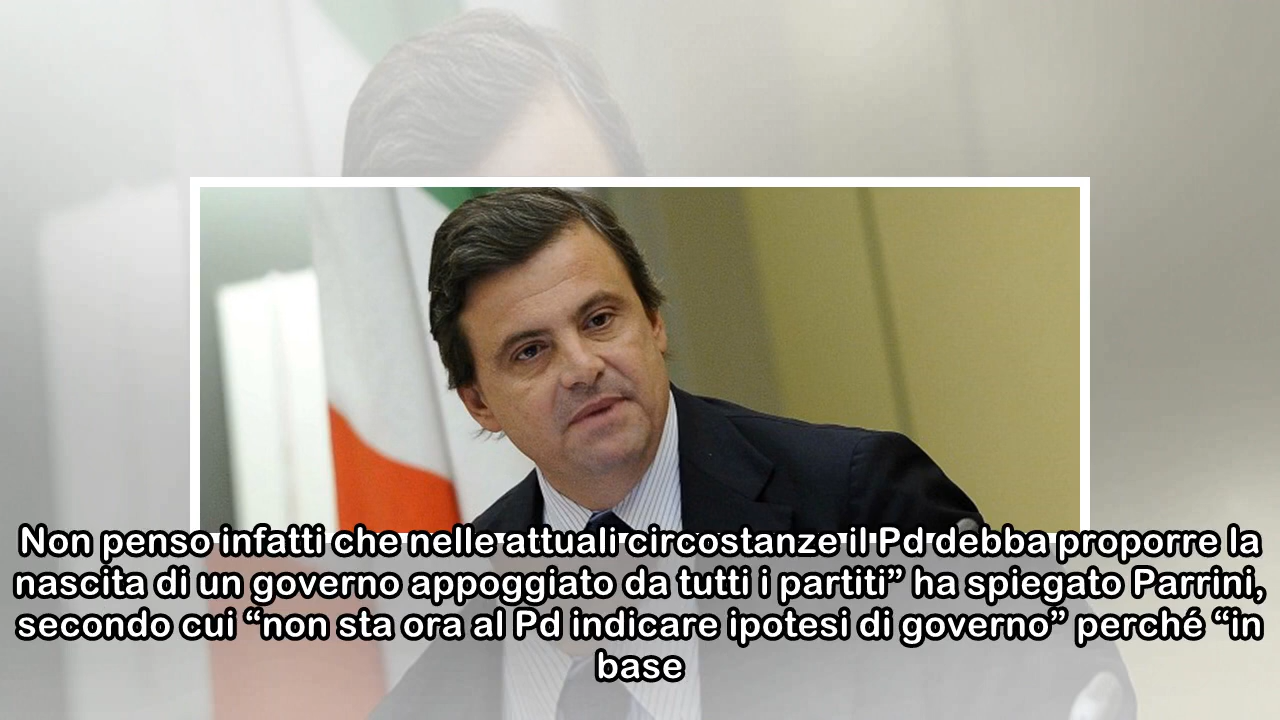 Non penso infatti che nelle attuali circostanze il Pd debba proporre la
nascita di un governo appoggiato da tutti i partiti” ha spiegato Parrini,
secondo cui “non sta ora al Pd indicare ipotesi di governo” perché “in
base